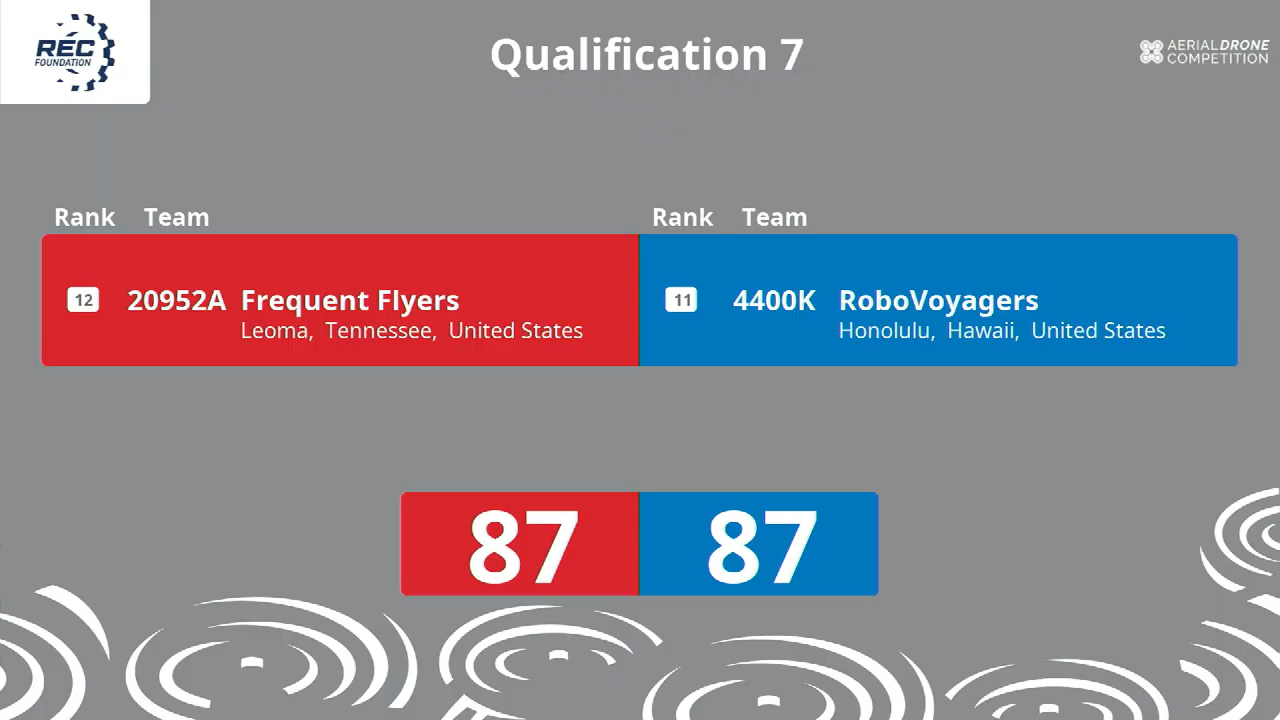 REC
FOUNDATION
Qualification 7
AERIALDRONE
COMPETITION
Rank Team
Rank Team
12 20952A Frequent Flyers
Leoma, Tennessee, United States
11 4400K RoboVoyagers
Honolulu, Hawaii, United States
87 87